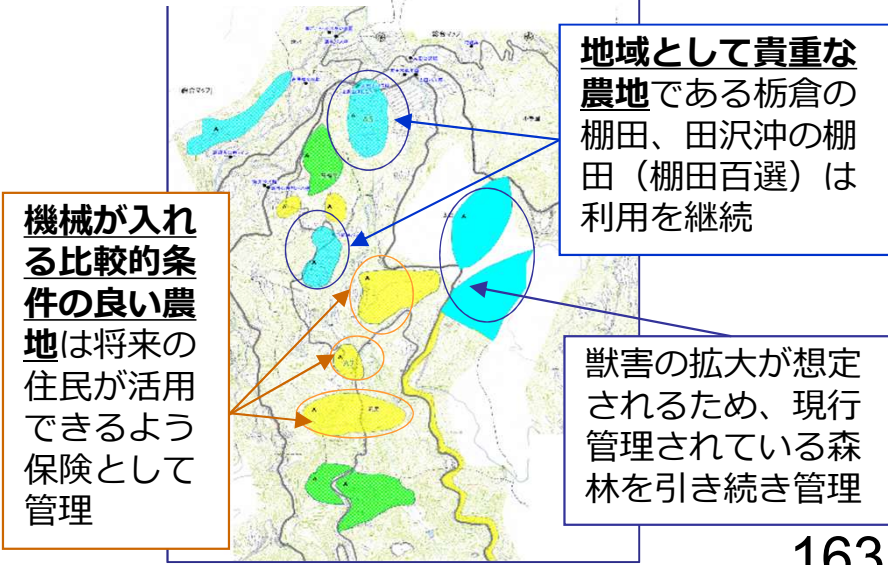 地域として貴重な
農地である栃倉の
棚田、田沢沖の棚
田（棚田百選）は
利用を継続
機械が入れ
る比較的条
件の良い農
地は将来の
住民が活用
できるよう
保険として
管理
獣害の拡大が想定
されるため、現行
管理されている森
林を引き続き管理
163